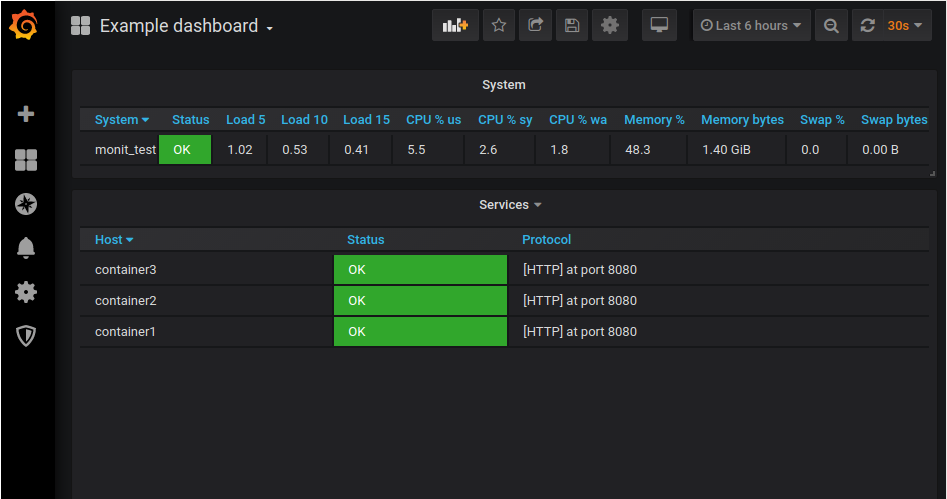 Example dashboard
Last 6 hours
30s
System
System Status Load 5 Load 10 Load 15 CPU % us CPU % sy CPU % wa Memory % Memory bytes Swap % Swap bytes
monit_test OK 1.02 0.53 0.41 5.5 2.6 1.8 48.3 1.40 GiB 0.0 0.00 B
Services
Host Status Protocol
container3 OK [HTTP] at port 8080
container2 OK [HTTP] at port 8080
container1 OK [HTTP] at port 8080